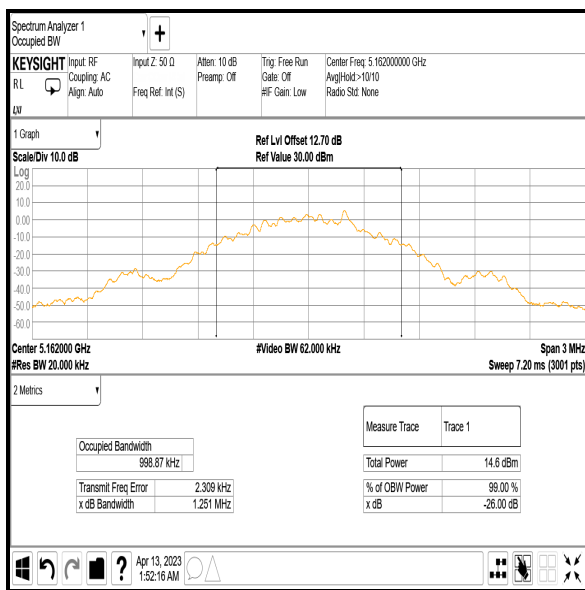 Spectrum Analyzer 1
Occupied BW
+
KEYSIGHT
RL
LXI
Input: RF
Coupling: AC
Align: Auto
Input Z: 50 Ω
Freq Ref: Int (S)
Atten: 10 dB
Preamp: Off
Trig: Free Run
Gate: Off
#IF Gain: Low
Center Freq: 5.162000000 GHz
Avg|Hold:>10/10
Radio Std: None
1 Graph
Scale/Div 10.0 dB
Ref Lvl Offset 12.70 dB
Ref Value 30.00 dBm
Log
20.0
10.0
0.00
-10.0
-20.0
-30.0
-40.0
-50.0
-60.0
Center 5.162000 GHz
#Res BW 20.000 kHz
#Video BW 62.000 kHz
Span 3 MHz
Sweep 7.20 ms (3001 pts)
2 Metrics
Occupied Bandwidth
998.87 kHz
Transmit Freq Error 2.309 kHz
x dB Bandwidth 1.251 MHz
Measure Trace Trace 1
Total Power 14.6 dBm
% of OBW Power 99.00 %
x dB -26.00 dB
?
Apr 13, 2023
1:52:16 AM